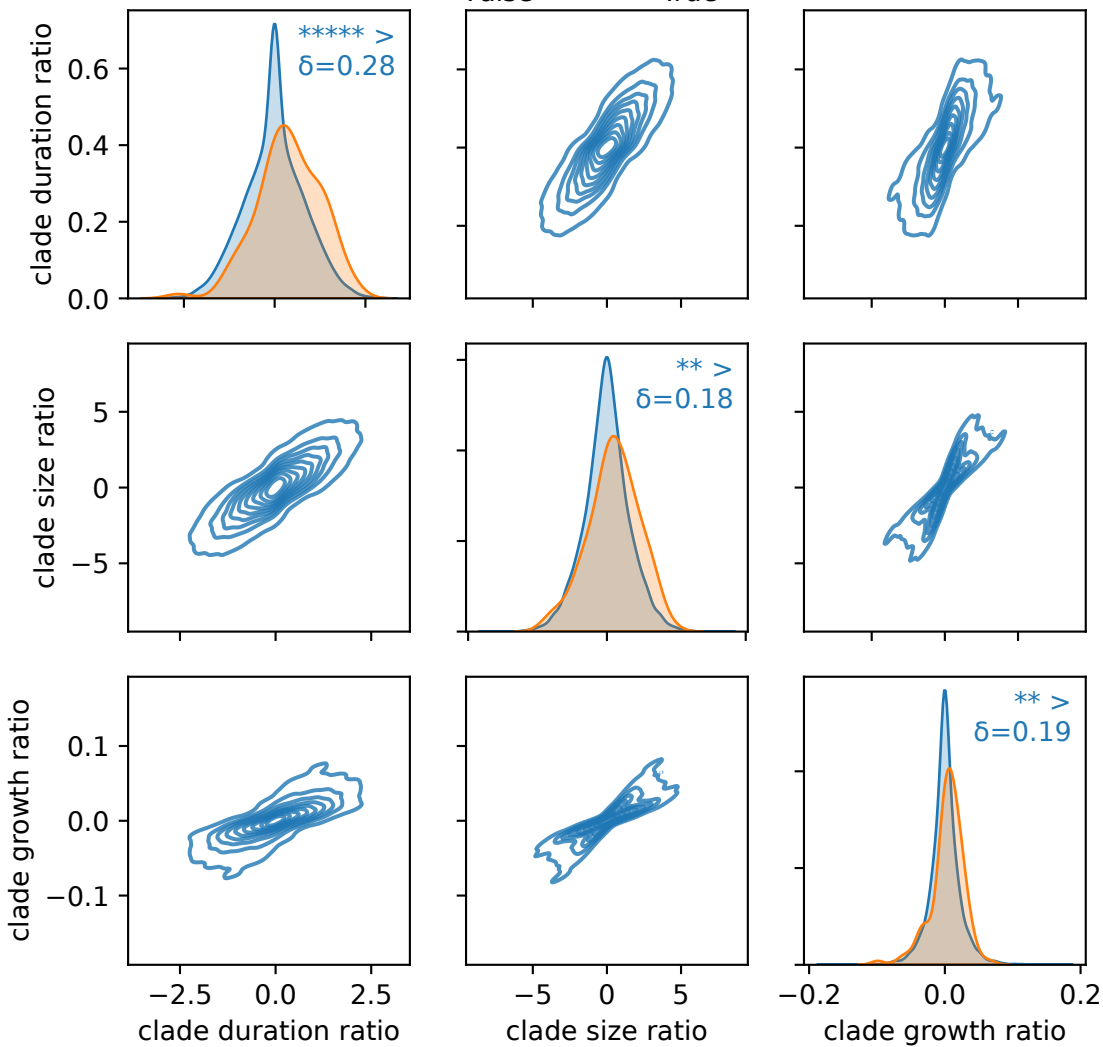 clade duration ratio
0.6
0.4
0.2
0.0
***** >
δ=0.28
clade size ratio
5
0
−5
** >
δ=0.18
clade growth ratio
0.1
0.0
−0.1
** >
δ=0.19
−2.5 0.0 2.5
clade duration ratio
−5 0 5
clade size ratio
−0.2 0.0 0.2
clade growth ratio